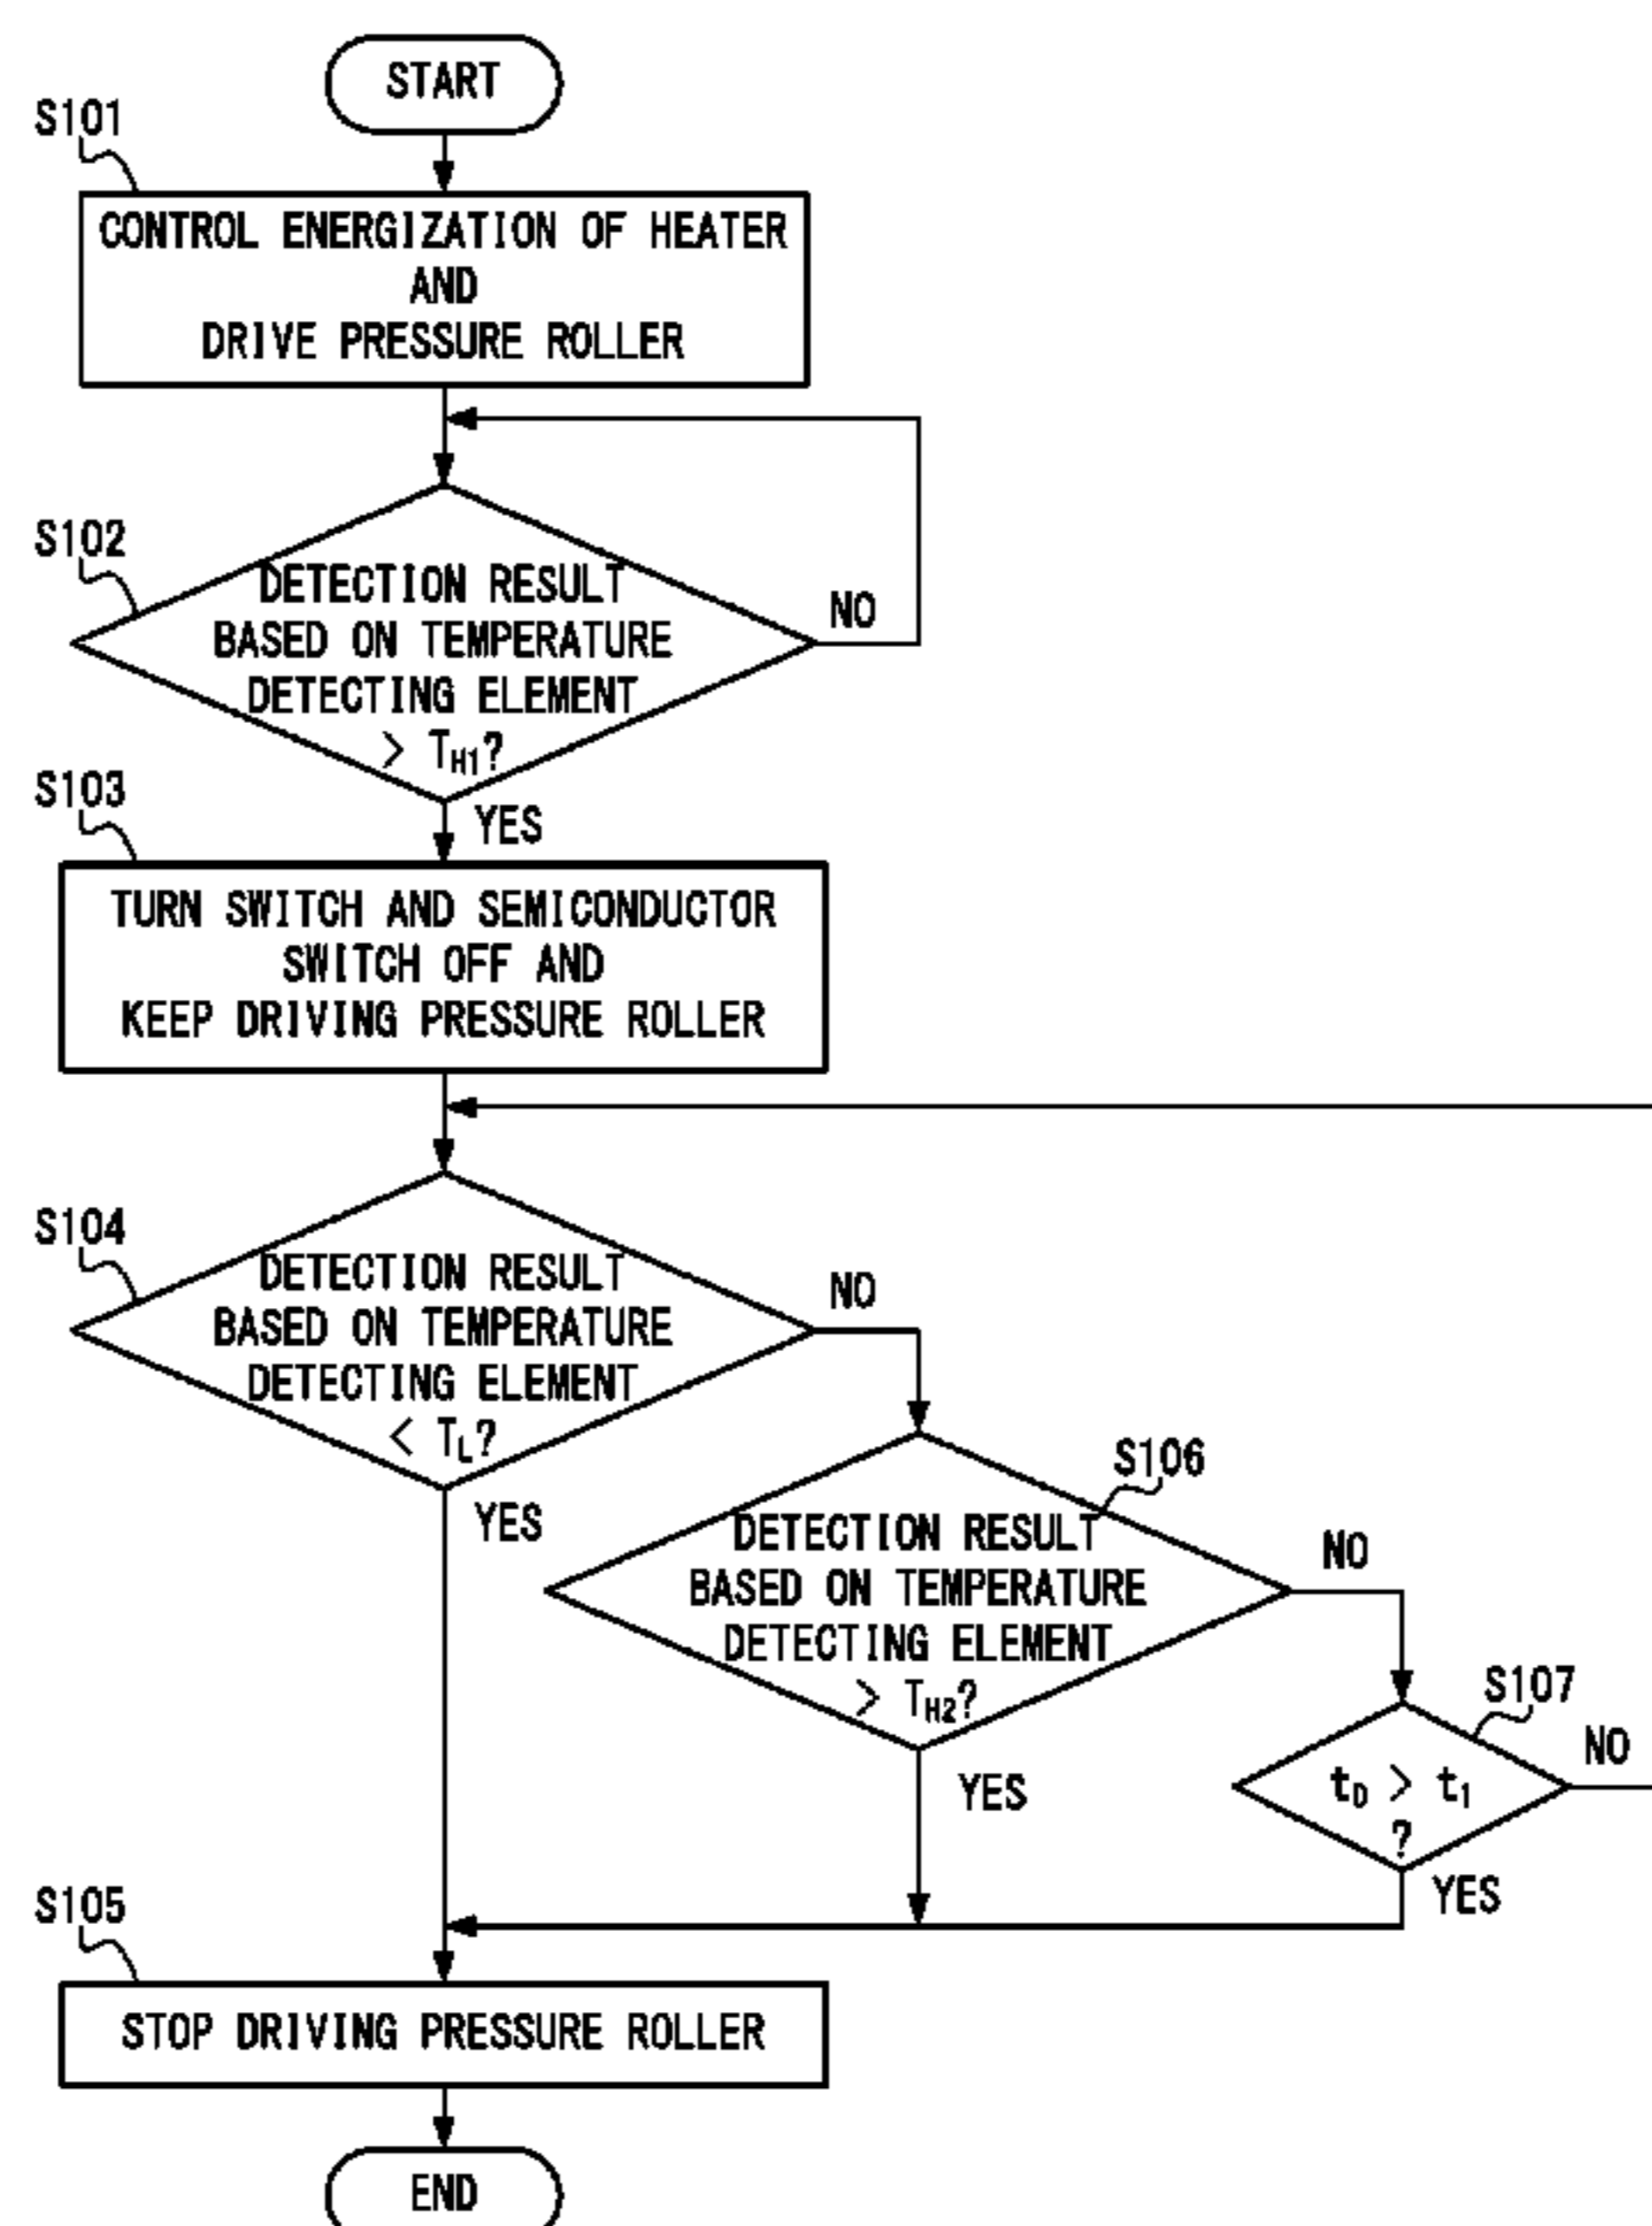 START
S101
CONTROL ENERGIZATION OF HEATER
AND
DRIVE PRESSURE ROLLER
S102
DETECTION RESULT
BASED ON TEMPERATURE
DETECTING ELEMENT
> TH1?
NO
YES
S103
TURN SWITCH AND SEMICONDUCTOR
SWITCH OFF AND
KEEP DRIVING PRESSURE ROLLER
S104
DETECTION RESULT
BASED ON TEMPERATURE
DETECTING ELEMENT
< TL?
NO
YES
S106
DETECTION RESULT
BASED ON TEMPERATURE
DETECTING ELEMENT
> TH2?
NO
YES
S107
tD > t1
?
NO
YES
S105
STOP DRIVING PRESSURE ROLLER
END